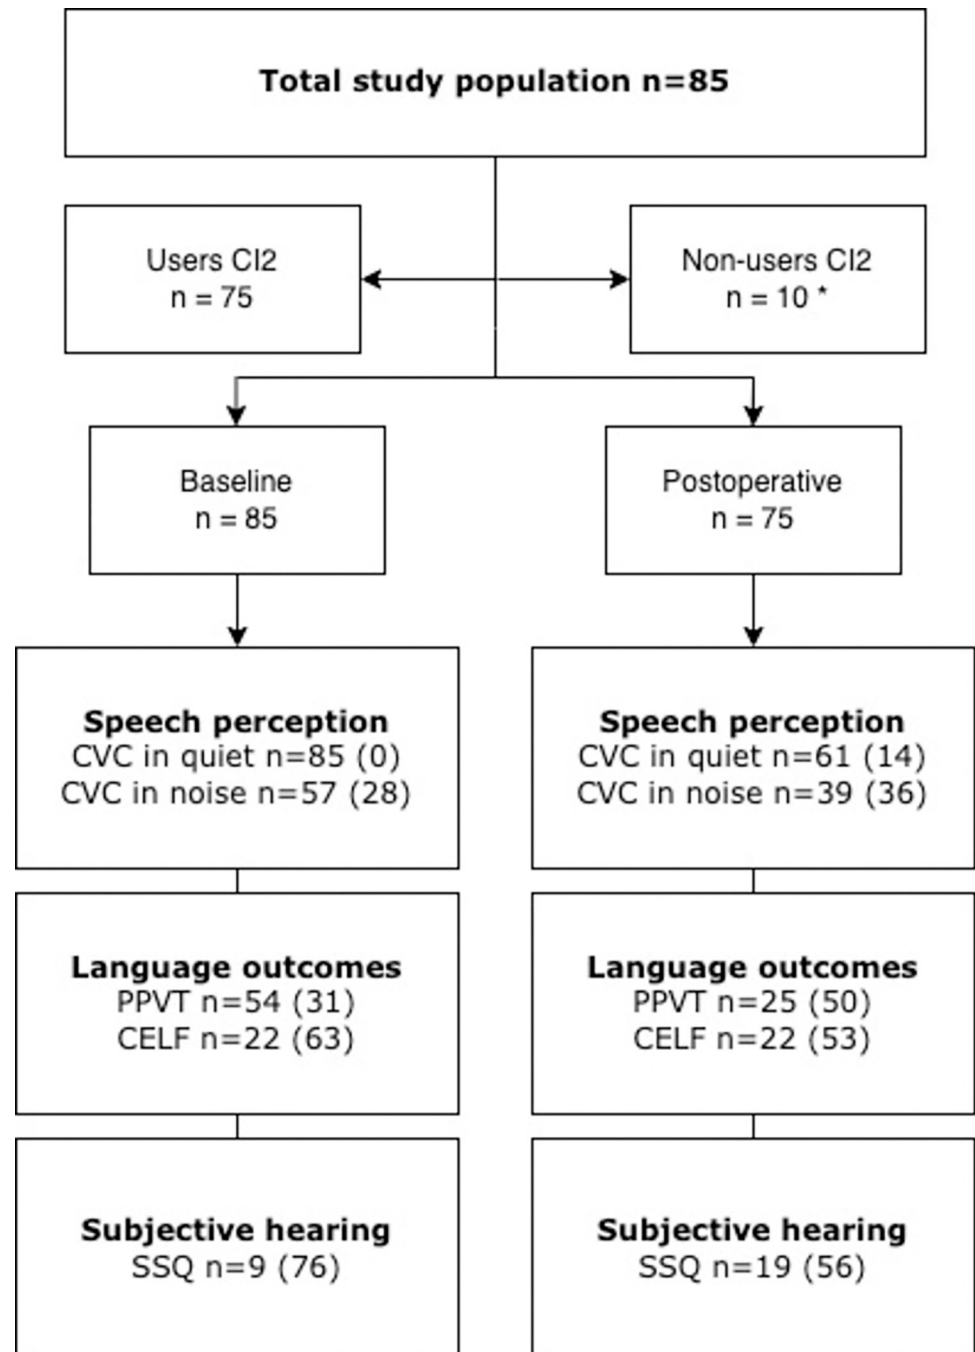 Total study population n=85
Users CI2
n = 75
Non-users CI2
n = 10 *
Baseline
n = 85
Postoperative
n = 75
Speech perception
CVC in quiet n=85 (0)
CVC in noise n=57 (28)
Speech perception
CVC in quiet n=61 (14)
CVC in noise n=39 (36)
Language outcomes
PPVT n=54 (31)
CELF n=22 (63)
Language outcomes
PPVT n=25 (50)
CELF n=22 (53)
Subjective hearing
SSQ n=9 (76)
Subjective hearing
SSQ n=19 (56)